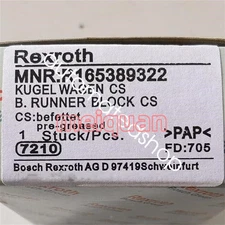 Rexroth
MNR:R165389322
KUGELWAGEN CS
B. RUNNER BLOCK CS
CS:befettet
pre-greased
1 Stuck/Pcs. >PAP<
7210 FD:705
Bosch Rexroth AG D 97419 Schweinfurt